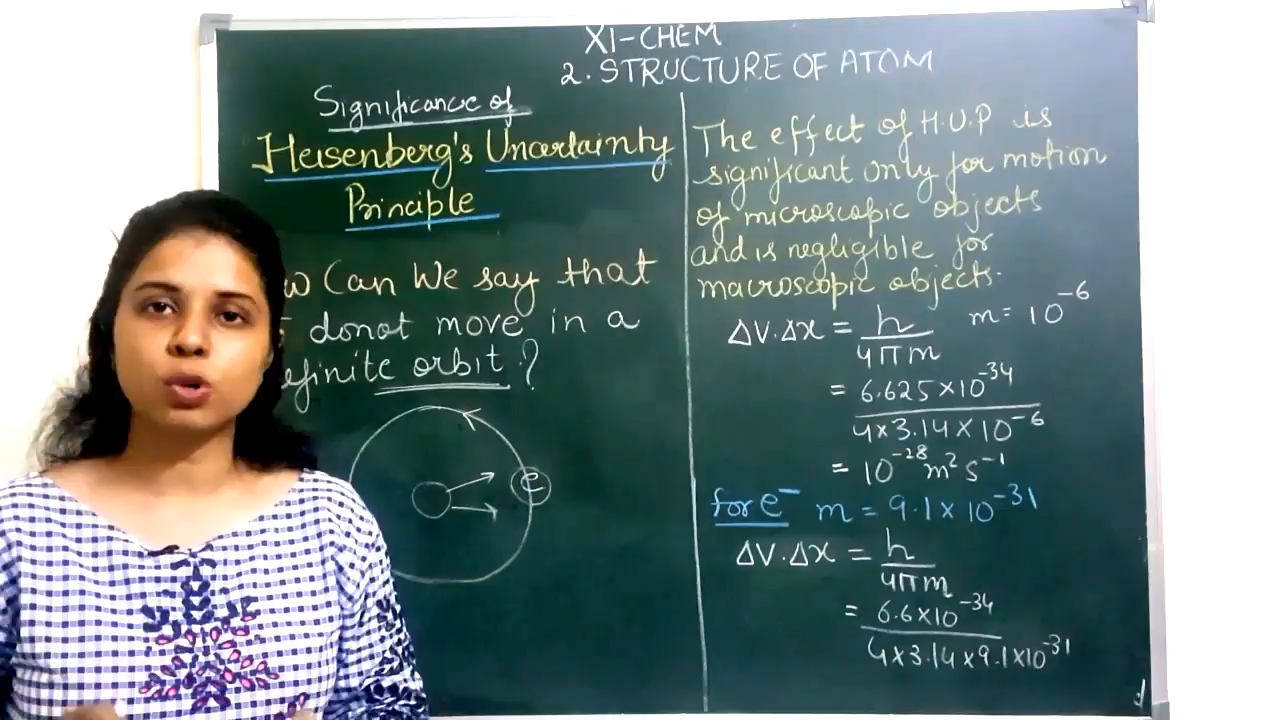 XI-CHEM
2. STRUCTURE OF ATOM
Significance of
Heisenberg's Uncertainty
Principle
Can We say that
donot move in a
orbit ?
e
The effect of H.U.P is
significant only for motion
of microscopic objects
and is negligible for
macroscopic objects.
ΔV.Δx = h / 4πm m = 10⁻⁶
= 6.625×10⁻³⁴ / 4×3.14×10⁻⁶
= 10⁻²⁸ m² s⁻¹
for e⁻ m = 9.1×10⁻³¹
ΔV.Δx = h / 4πm
= 6.6×10⁻³⁴ / 4×3.14×9.1×10⁻³¹